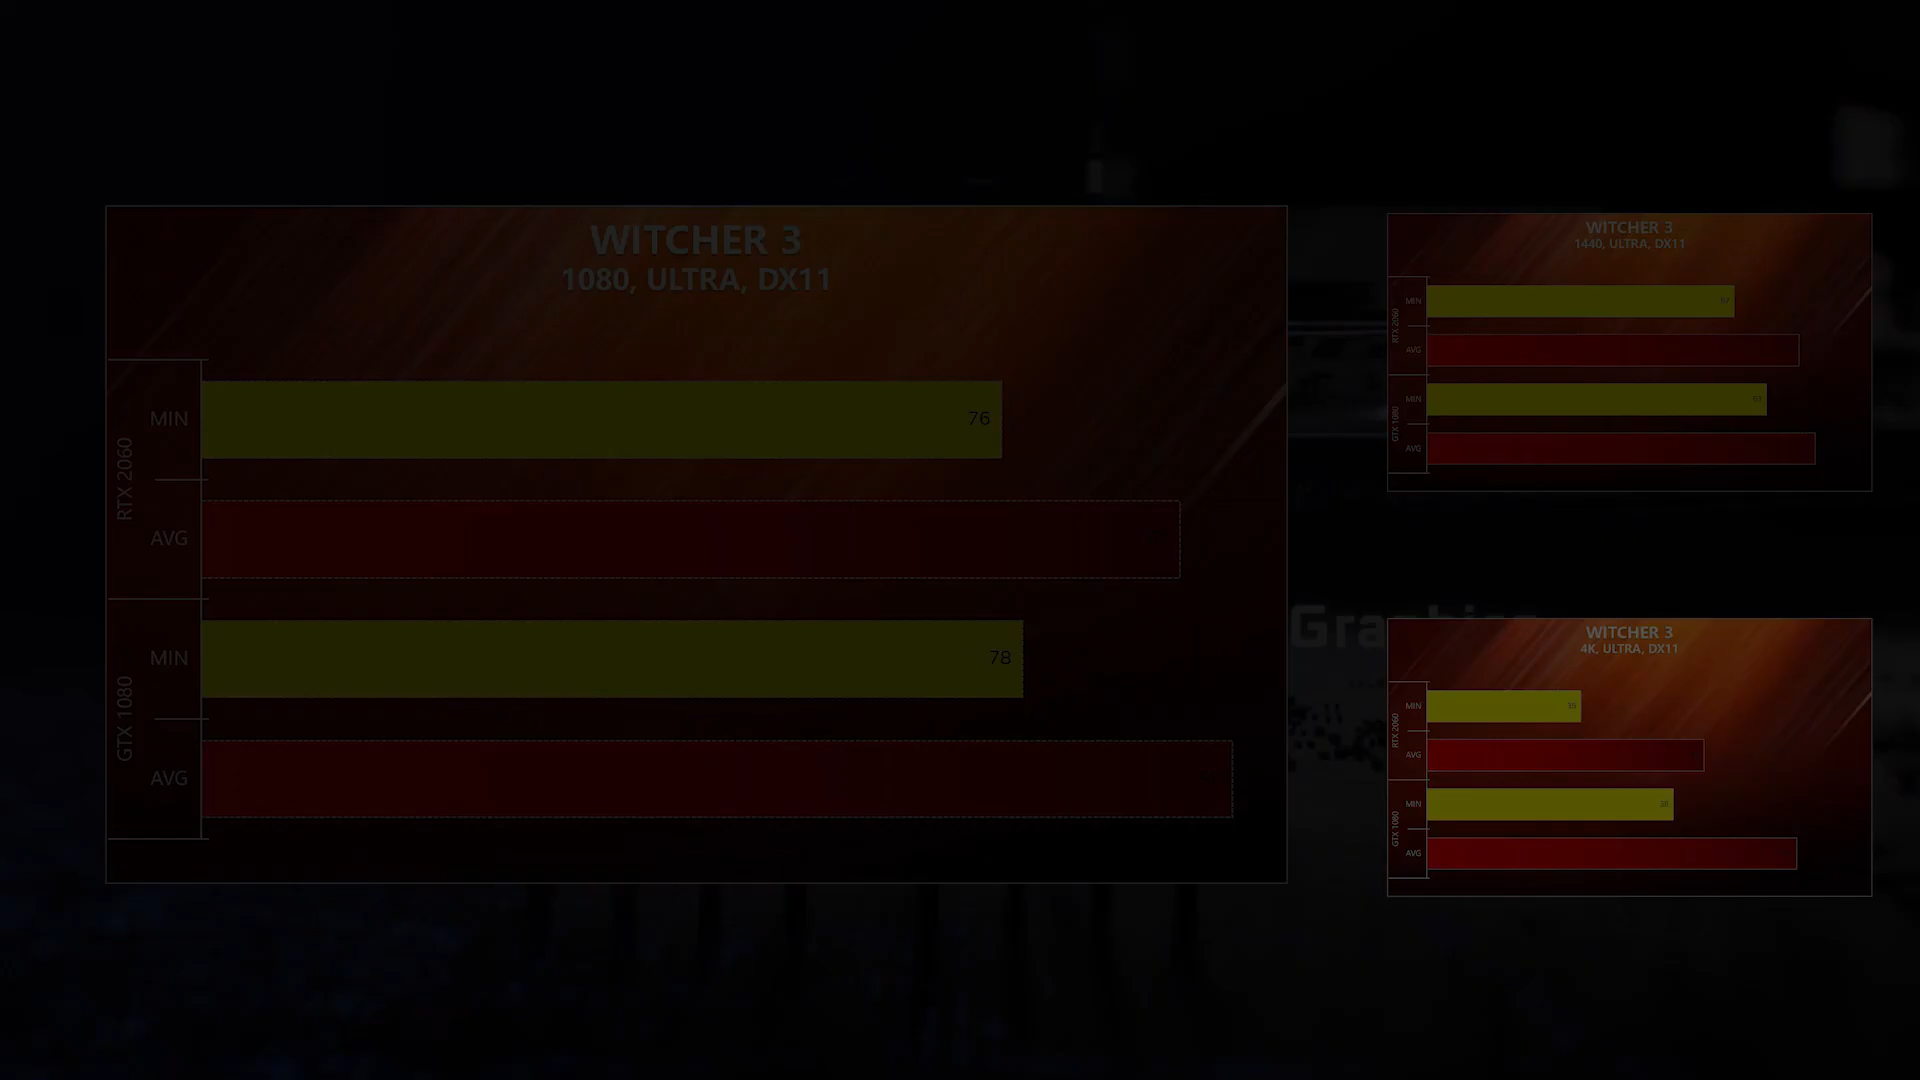 WITCHER 3
1080, ULTRA, DX11
RTX 2060
MIN
76
AVG
GTX 1080
MIN
78
AVG
WITCHER 3
1440, ULTRA, DX11
RTX 2060
MIN
AVG
GTX 1080
MIN
AVG
WITCHER 3
4K, ULTRA, DX11
RTX 2060
MIN
AVG
GTX 1080
MIN
AVG